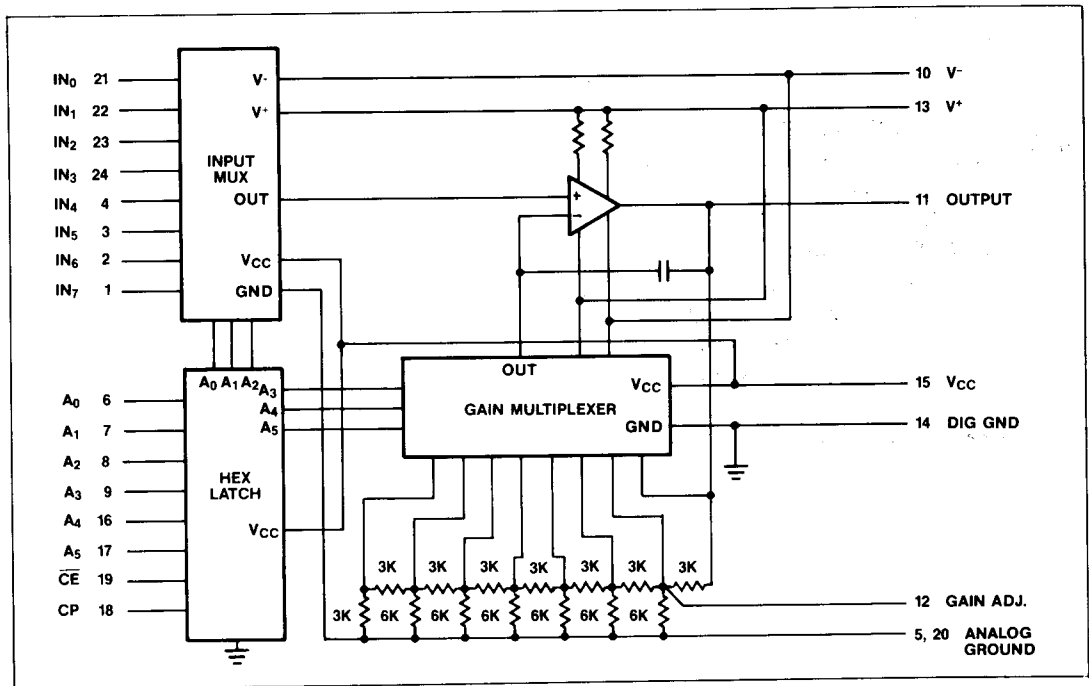 IN0 21
IN1 22
IN2 23
IN3 24
IN4 4
IN5 3
IN6 2
IN7 1
INPUT
MUX
V-
V+
OUT
VCC
GND
10 V-
13 V+
+
−
11 OUTPUT
A0 A1 A2
A3
A4
A5
A0 6
A1 7
A2 8
A3 9
A4 16
A5 17
CE 19
CP 18
HEX
LATCH
VCC
OUT
GAIN MULTIPLEXER
VCC
GND
15 VCC
14 DIG GND
3K 3K 3K 3K 3K 3K 3K
3K 6K 6K 6K 6K 6K 6K
12 GAIN ADJ.
5, 20 ANALOG
GROUND